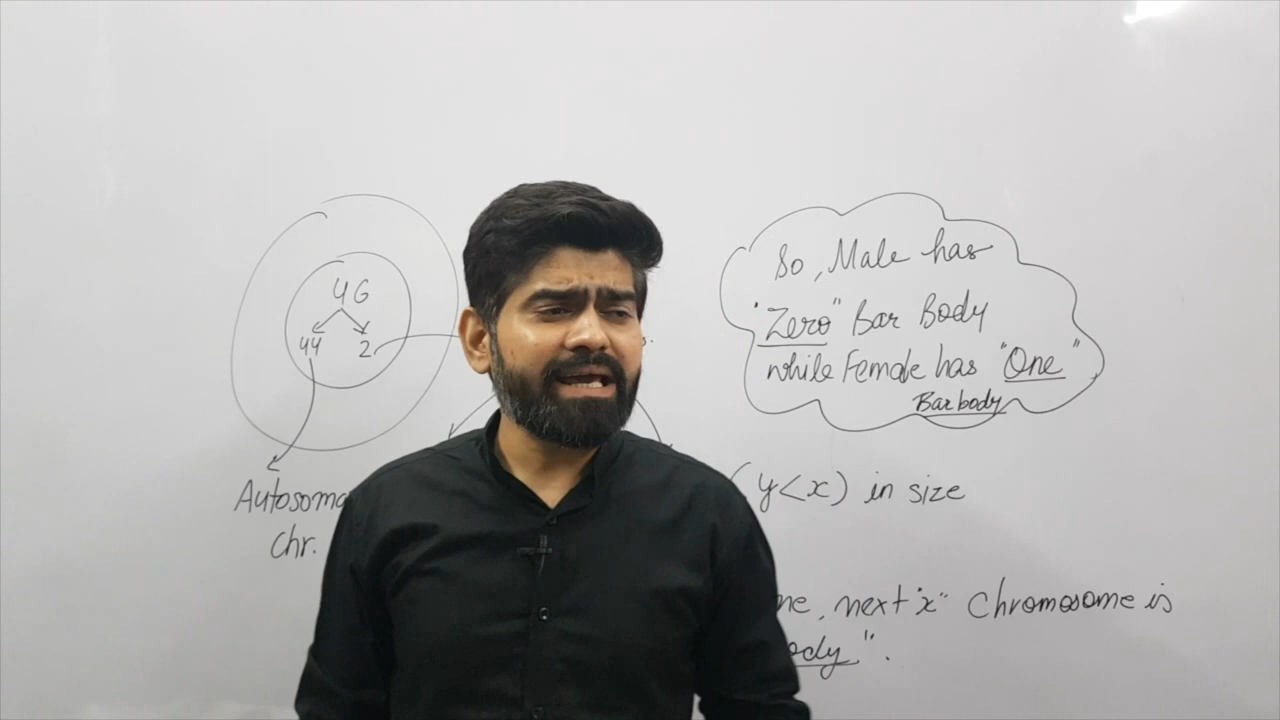 46
44 2
Autosoma
Chr.
So, Male has
"Zero" Bar Body
while Female has "One"
Bar body
(y<x) in size
next "x" Chromosome is
ody".